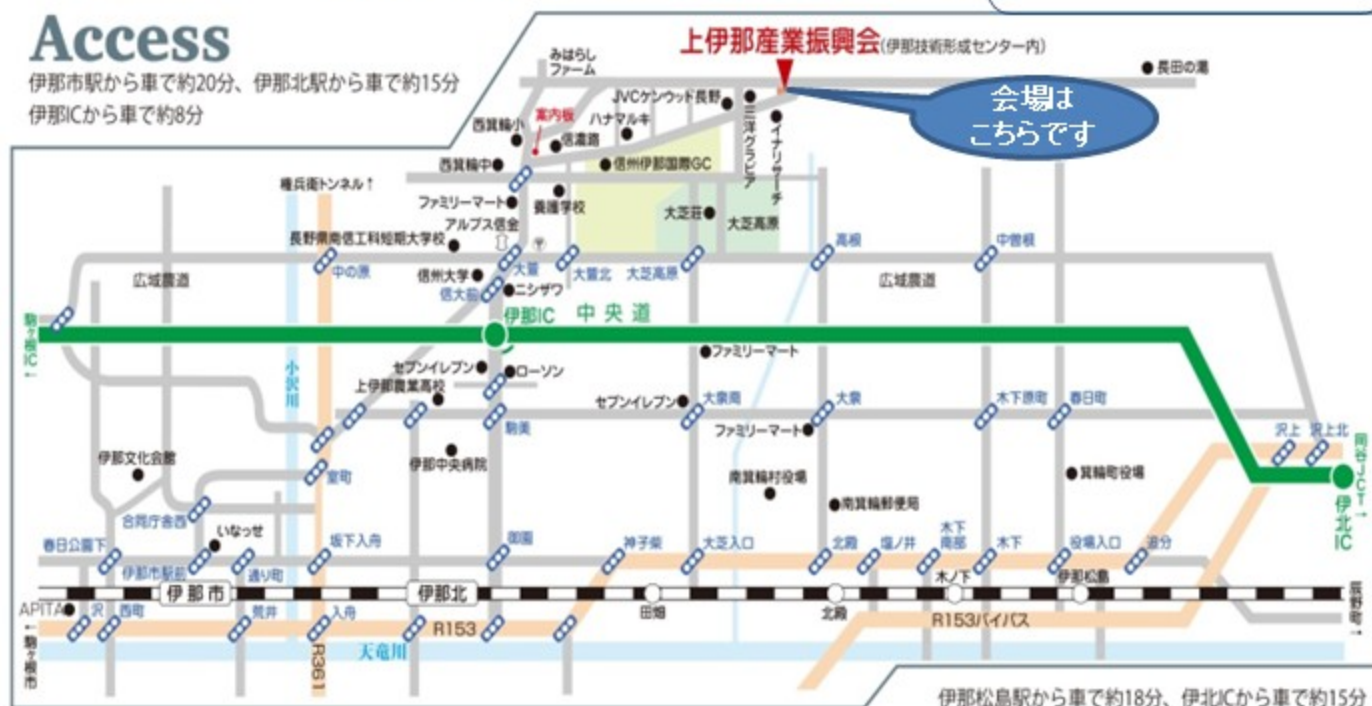 Access
伊那市駅から車で約20分、伊那北駅から車で約15分
伊那ICから車で約8分
上伊那産業振興会(伊那技術形成センター内)
会場は
こちらです
みはらし
ファーム
長田の湯
JVCケンウッド長野
ハナマルキ
三洋グラビア
イナリサーチ
案内板
西箕輪小
信濃路
西箕輪中
信州伊那国際GC
権兵衛トンネル↑
ファミリーマート
養護学校
アルプス信金
大芝荘
大芝高原
長野県南信工科短期大学校
中の原
信州大学
信大前
ニシザワ
大萱
大萱北
大芝高原
高根
中曽根
広域農道
広域農道
駒ヶ根IC
←
伊那IC
中央道
小沢川
セブンイレブン
ローソン
上伊那農業高校
ファミリーマート
セブンイレブン
大泉南
ファミリーマート
大泉
木下原町
春日町
沢上
沢上北
岡谷JCT→
伊北IC
駒美
伊那文化会館
伊那中央病院
室町
南箕輪村役場
南箕輪郵便局
箕輪町役場
合同庁舎西
いなっせ
春日公園下
伊那市駅前
通り町
坂下入舟
御園
神子柴
大芝入口
北殿
塩ノ井
木下
南部
木下
役場入口
追分
伊那市
伊那北
田畑
北殿
木ノ下
伊那松島
辰野町→
APITA
沢
西町
荒井
入舟
R153
R153バイパス
←駒ヶ根市
R361
天竜川
伊那松島駅から車で約18分、伊北ICから車で約15分